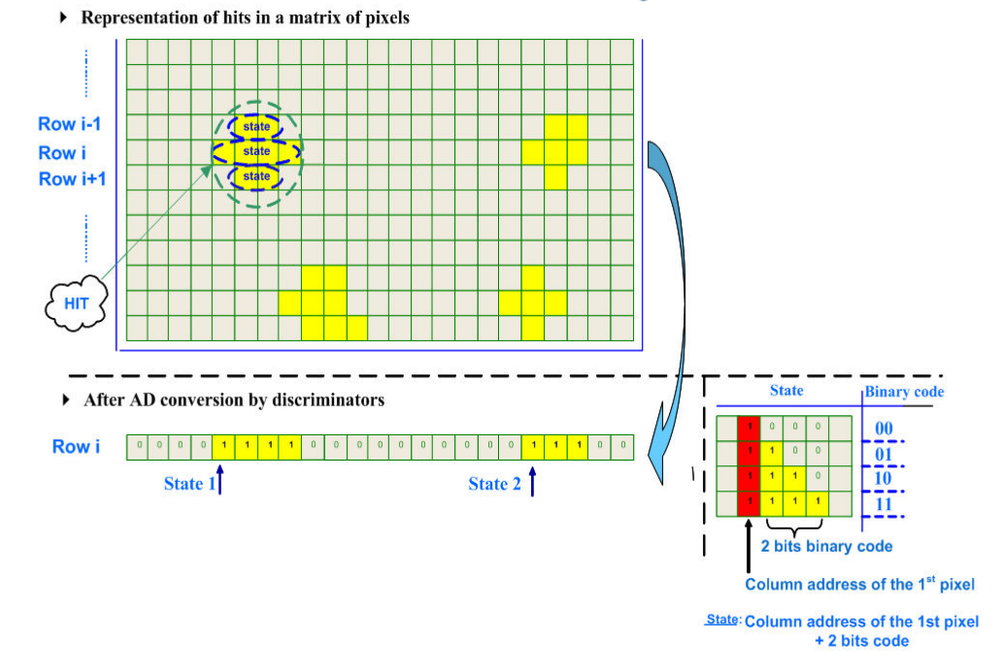 Representation of hits in a matrix of pixels
Row i-1
Row i
Row i+1
state
state
state
HIT
After AD conversion by discriminators
Row i
0 0 0 0 1 1 1 1 0 0 0 0 0 0 0 0 0 0 1 1 1 0 0
State 1
State 2
State Binary code
1 0 0 0 00
1 1 0 0 01
1 1 1 0 10
1 1 1 1 11
2 bits binary code
Column address of the 1st pixel
State: Column address of the 1st pixel
+ 2 bits code